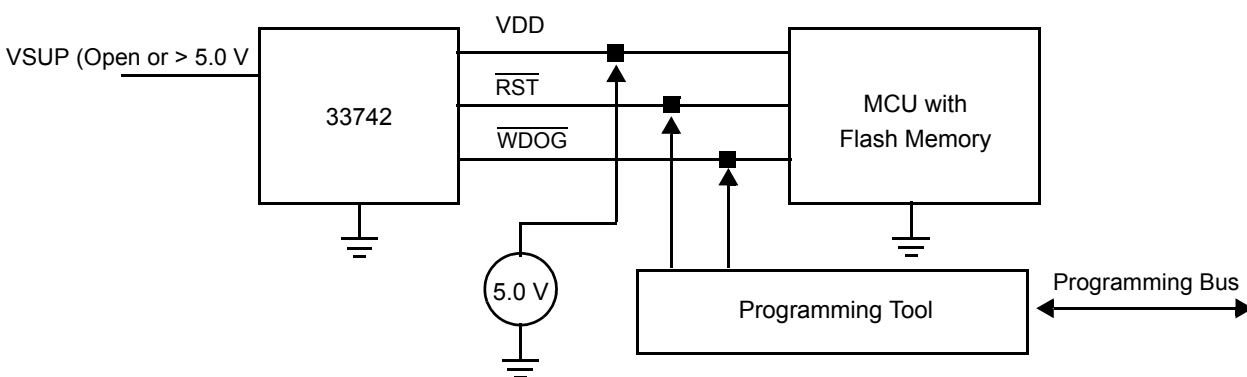 VDD
VSUP (Open or > 5.0 V
RST
33742
WDOG
MCU with
Flash Memory
5.0 V
Programming Tool
Programming Bus